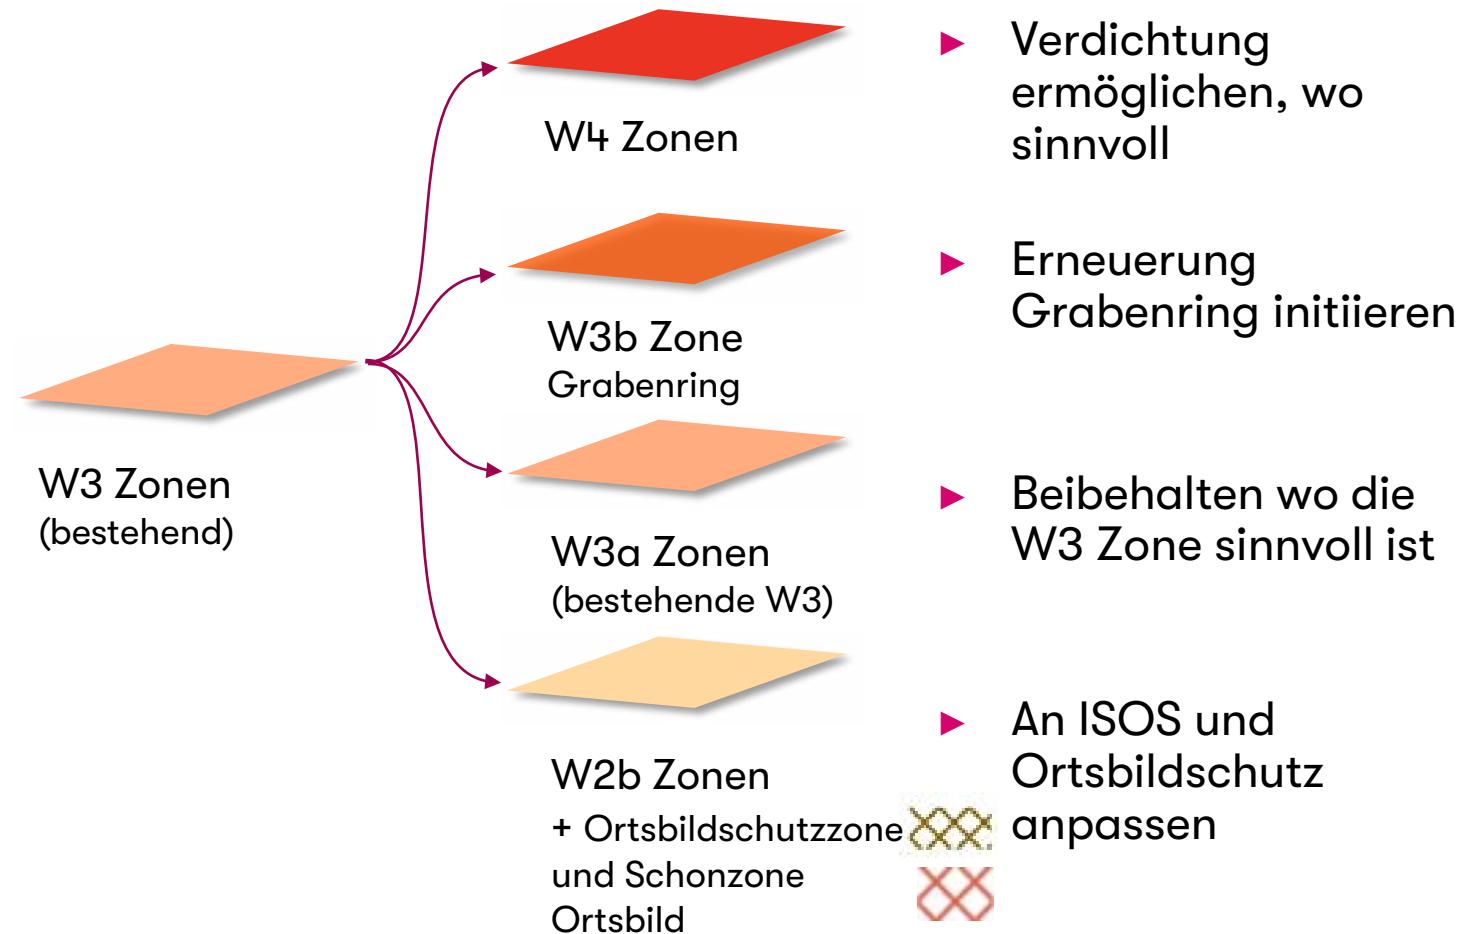 W3 Zonen
(bestehend)
W4 Zonen
► Verdichtung
ermöglichen, wo
sinnvoll
W3b Zone
Grabenring
► Erneuerung
Grabenring initiieren
W3a Zonen
(bestehende W3)
► Beibehalten wo die
W3 Zone sinnvoll ist
W2b Zonen
+ Ortsbildschutzzone
und Schonzone
Ortsbild
► An ISOS und
Ortsbildschutz
anpassen